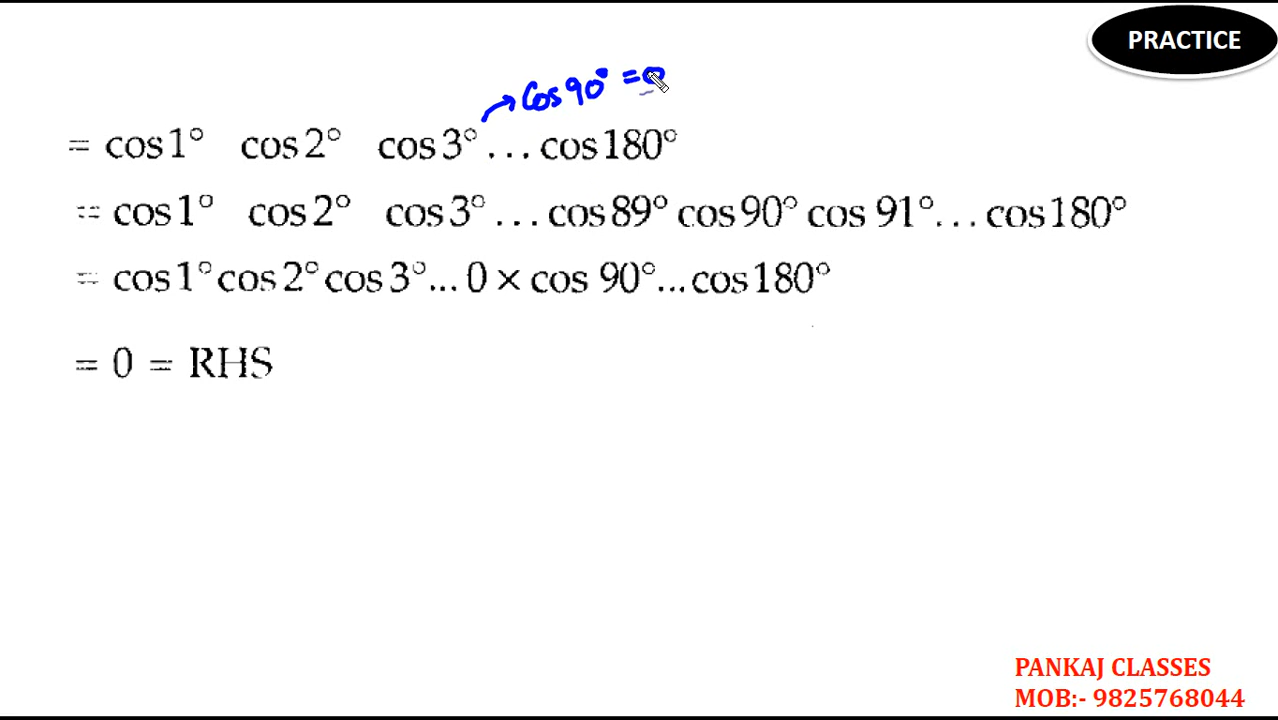 PRACTICE
cos 90° = 0
= cos 1° cos 2° cos 3° ... cos 180°
= cos 1° cos 2° cos 3° ... cos 89° cos 90° cos 91° ... cos 180°
= cos 1° cos 2° cos 3° ... 0 × cos 90° ... cos 180°
= 0 = RHS
PANKAJ CLASSES
MOB:- 9825768044